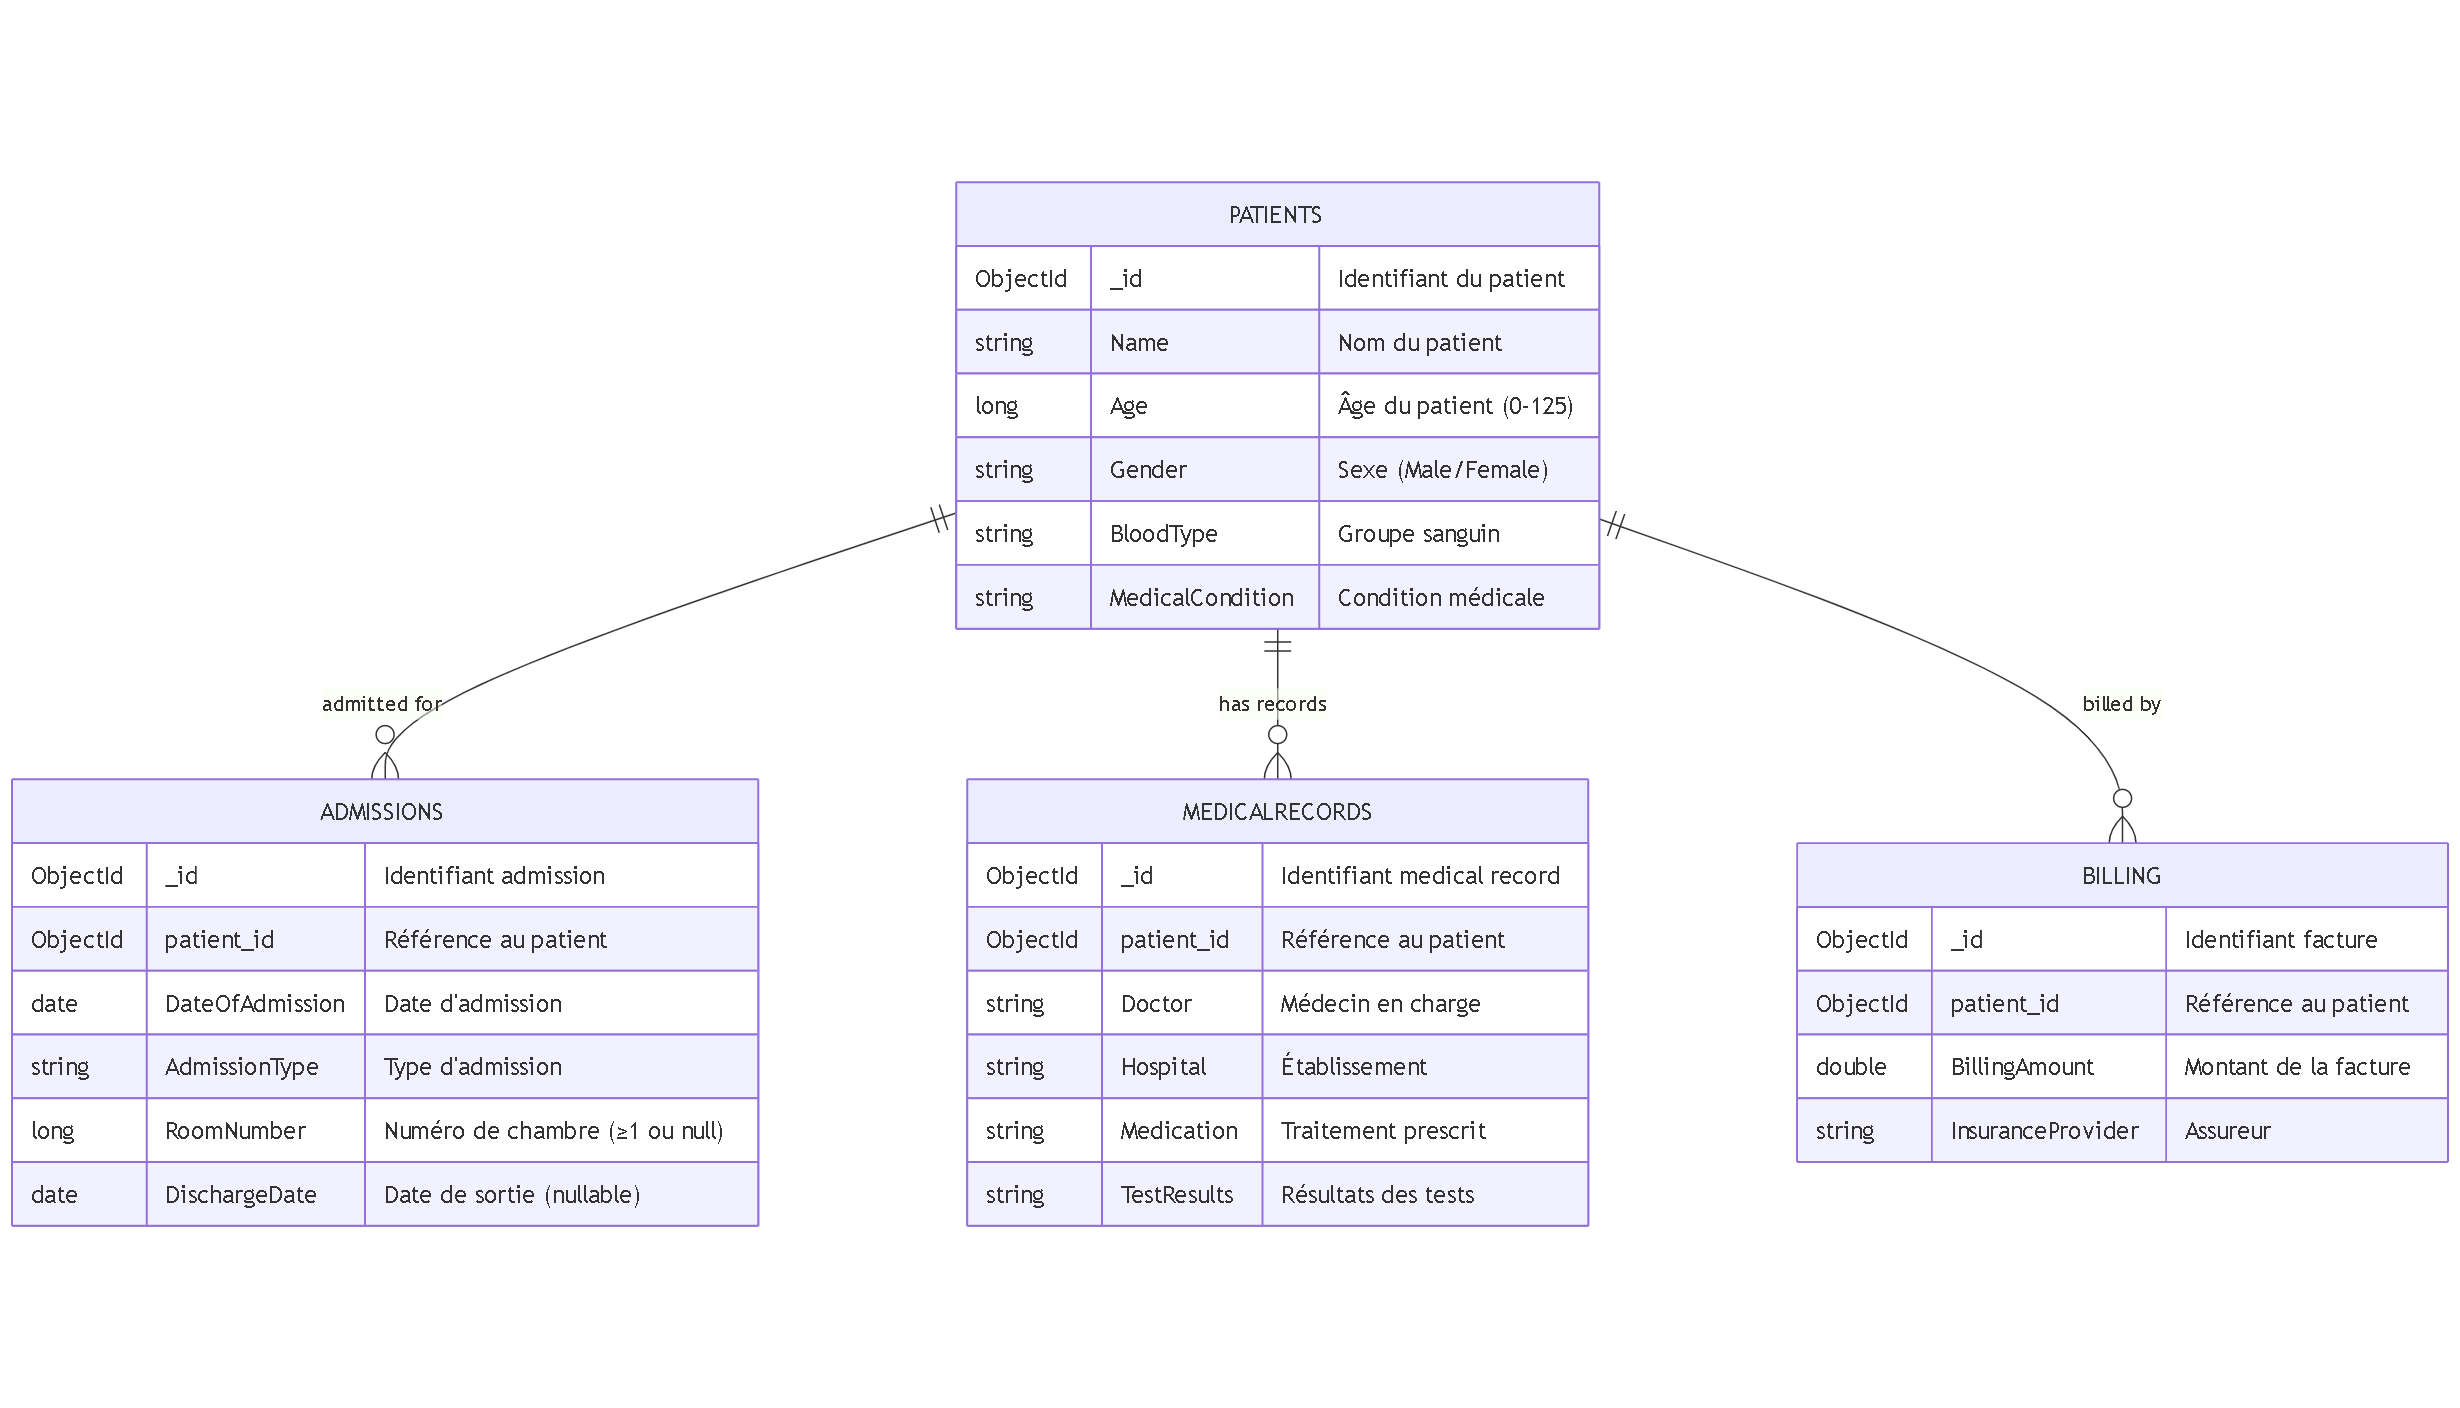 PATIENTS
ObjectId _id Identifiant du patient
string Name Nom du patient
long Age Âge du patient (0-125)
string Gender Sexe (Male/Female)
string BloodType Groupe sanguin
string MedicalCondition Condition médicale
admitted for
has records
billed by
ADMISSIONS
ObjectId _id Identifiant admission
ObjectId patient_id Référence au patient
date DateOfAdmission Date d'admission
string AdmissionType Type d'admission
long RoomNumber Numéro de chambre (≥1 ou null)
date DischargeDate Date de sortie (nullable)
MEDICALRECORDS
ObjectId _id Identifiant medical record
ObjectId patient_id Référence au patient
string Doctor Médecin en charge
string Hospital Établissement
string Medication Traitement prescrit
string TestResults Résultats des tests
BILLING
ObjectId _id Identifiant facture
ObjectId patient_id Référence au patient
double BillingAmount Montant de la facture
string InsuranceProvider Assureur